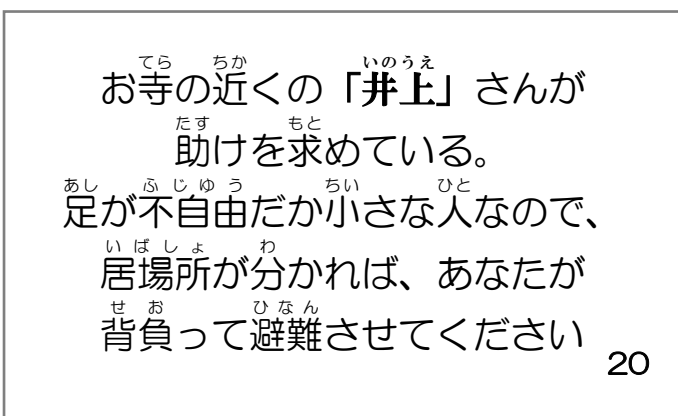 お寺の近くの「井上」さんが
助けを求めている。
足が不自由だか小さな人なので、
居場所が分かれば、あなたが
背負って避難させてください
20